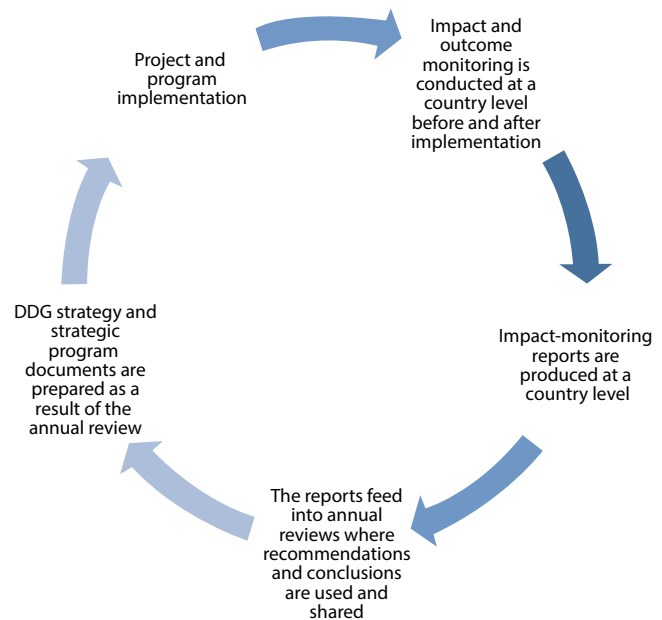 Project and
program
implementation
Impact and
outcome
monitoring is
conducted at a
country level
before and after
implementation
Impact-monitoring
reports are
produced at a
country level
The reports feed
into annual
reviews where
recommendations
and conclusions
are used and
shared
DDG strategy and
strategic
program
documents are
prepared as a
result of the
annual review